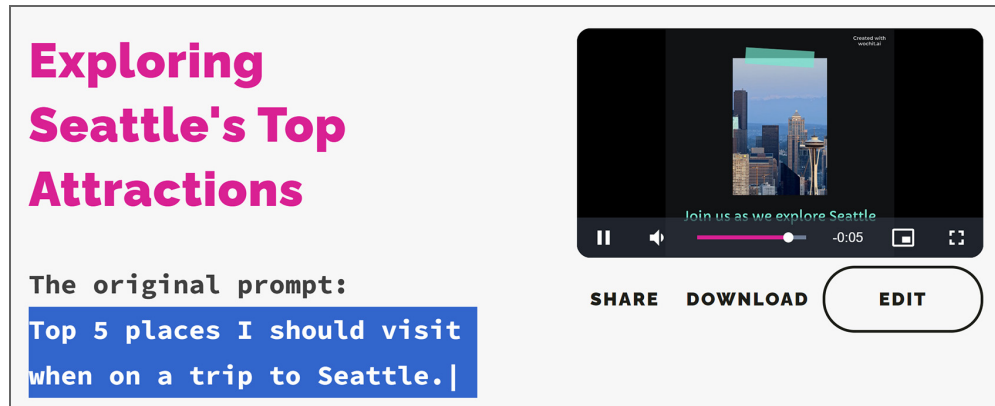 Exploring
Seattle's Top
Attractions
The original prompt:
Top 5 places I should visit
when on a trip to Seattle.|
Created with
wochit.ai
Join us as we explore Seattle
-0:05
SHARE DOWNLOAD EDIT